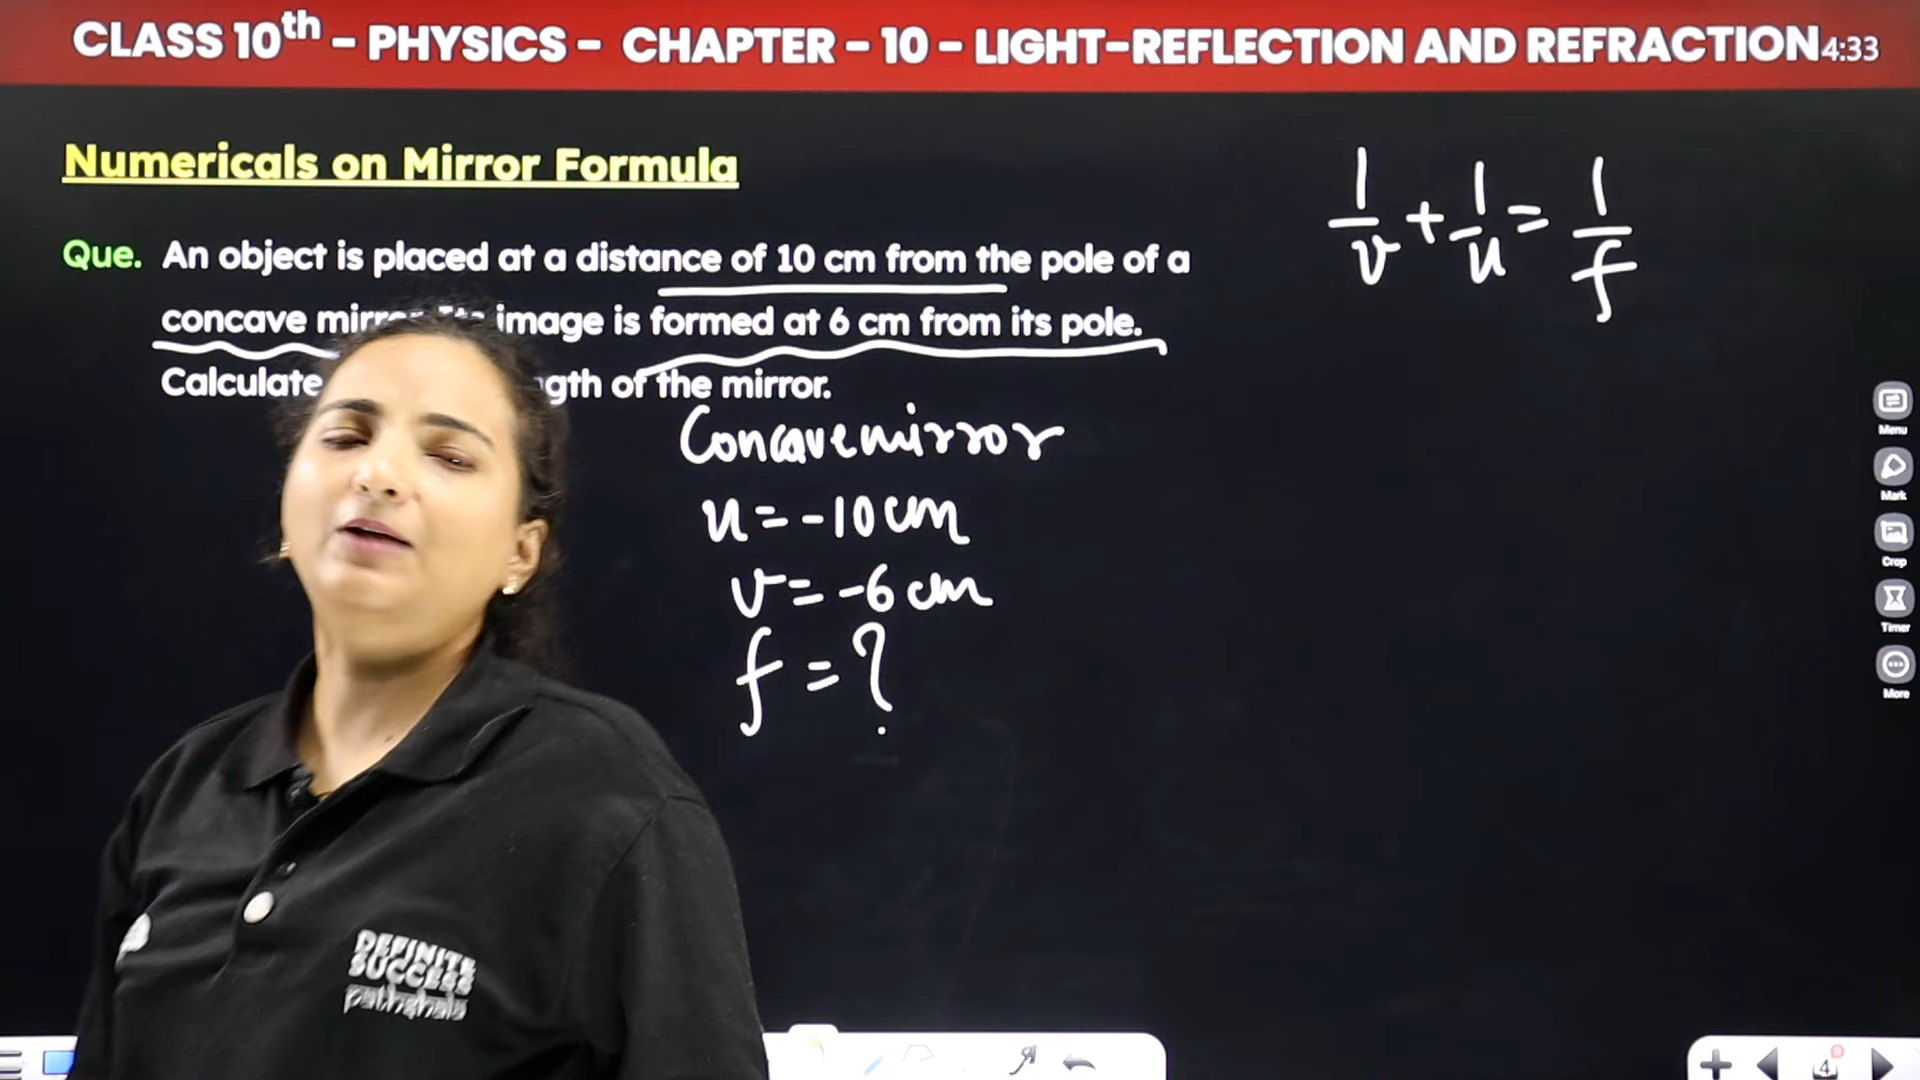 CLASS 10th - PHYSICS - CHAPTER - 10 - LIGHT-REFLECTION AND REFRACTION
4:33
Numericals on Mirror Formula
Que. An object is placed at a distance of 10 cm from the pole of a
concave image is formed at 6 cm from its pole.
Calculate of the mirror.
1/v + 1/u = 1/f
Concave mirror
u = -10 cm
v = -6 cm
f = ?
Menu
Mark
Crop
Timer
More
DEFINITE
SUCCESS
pathshala
4